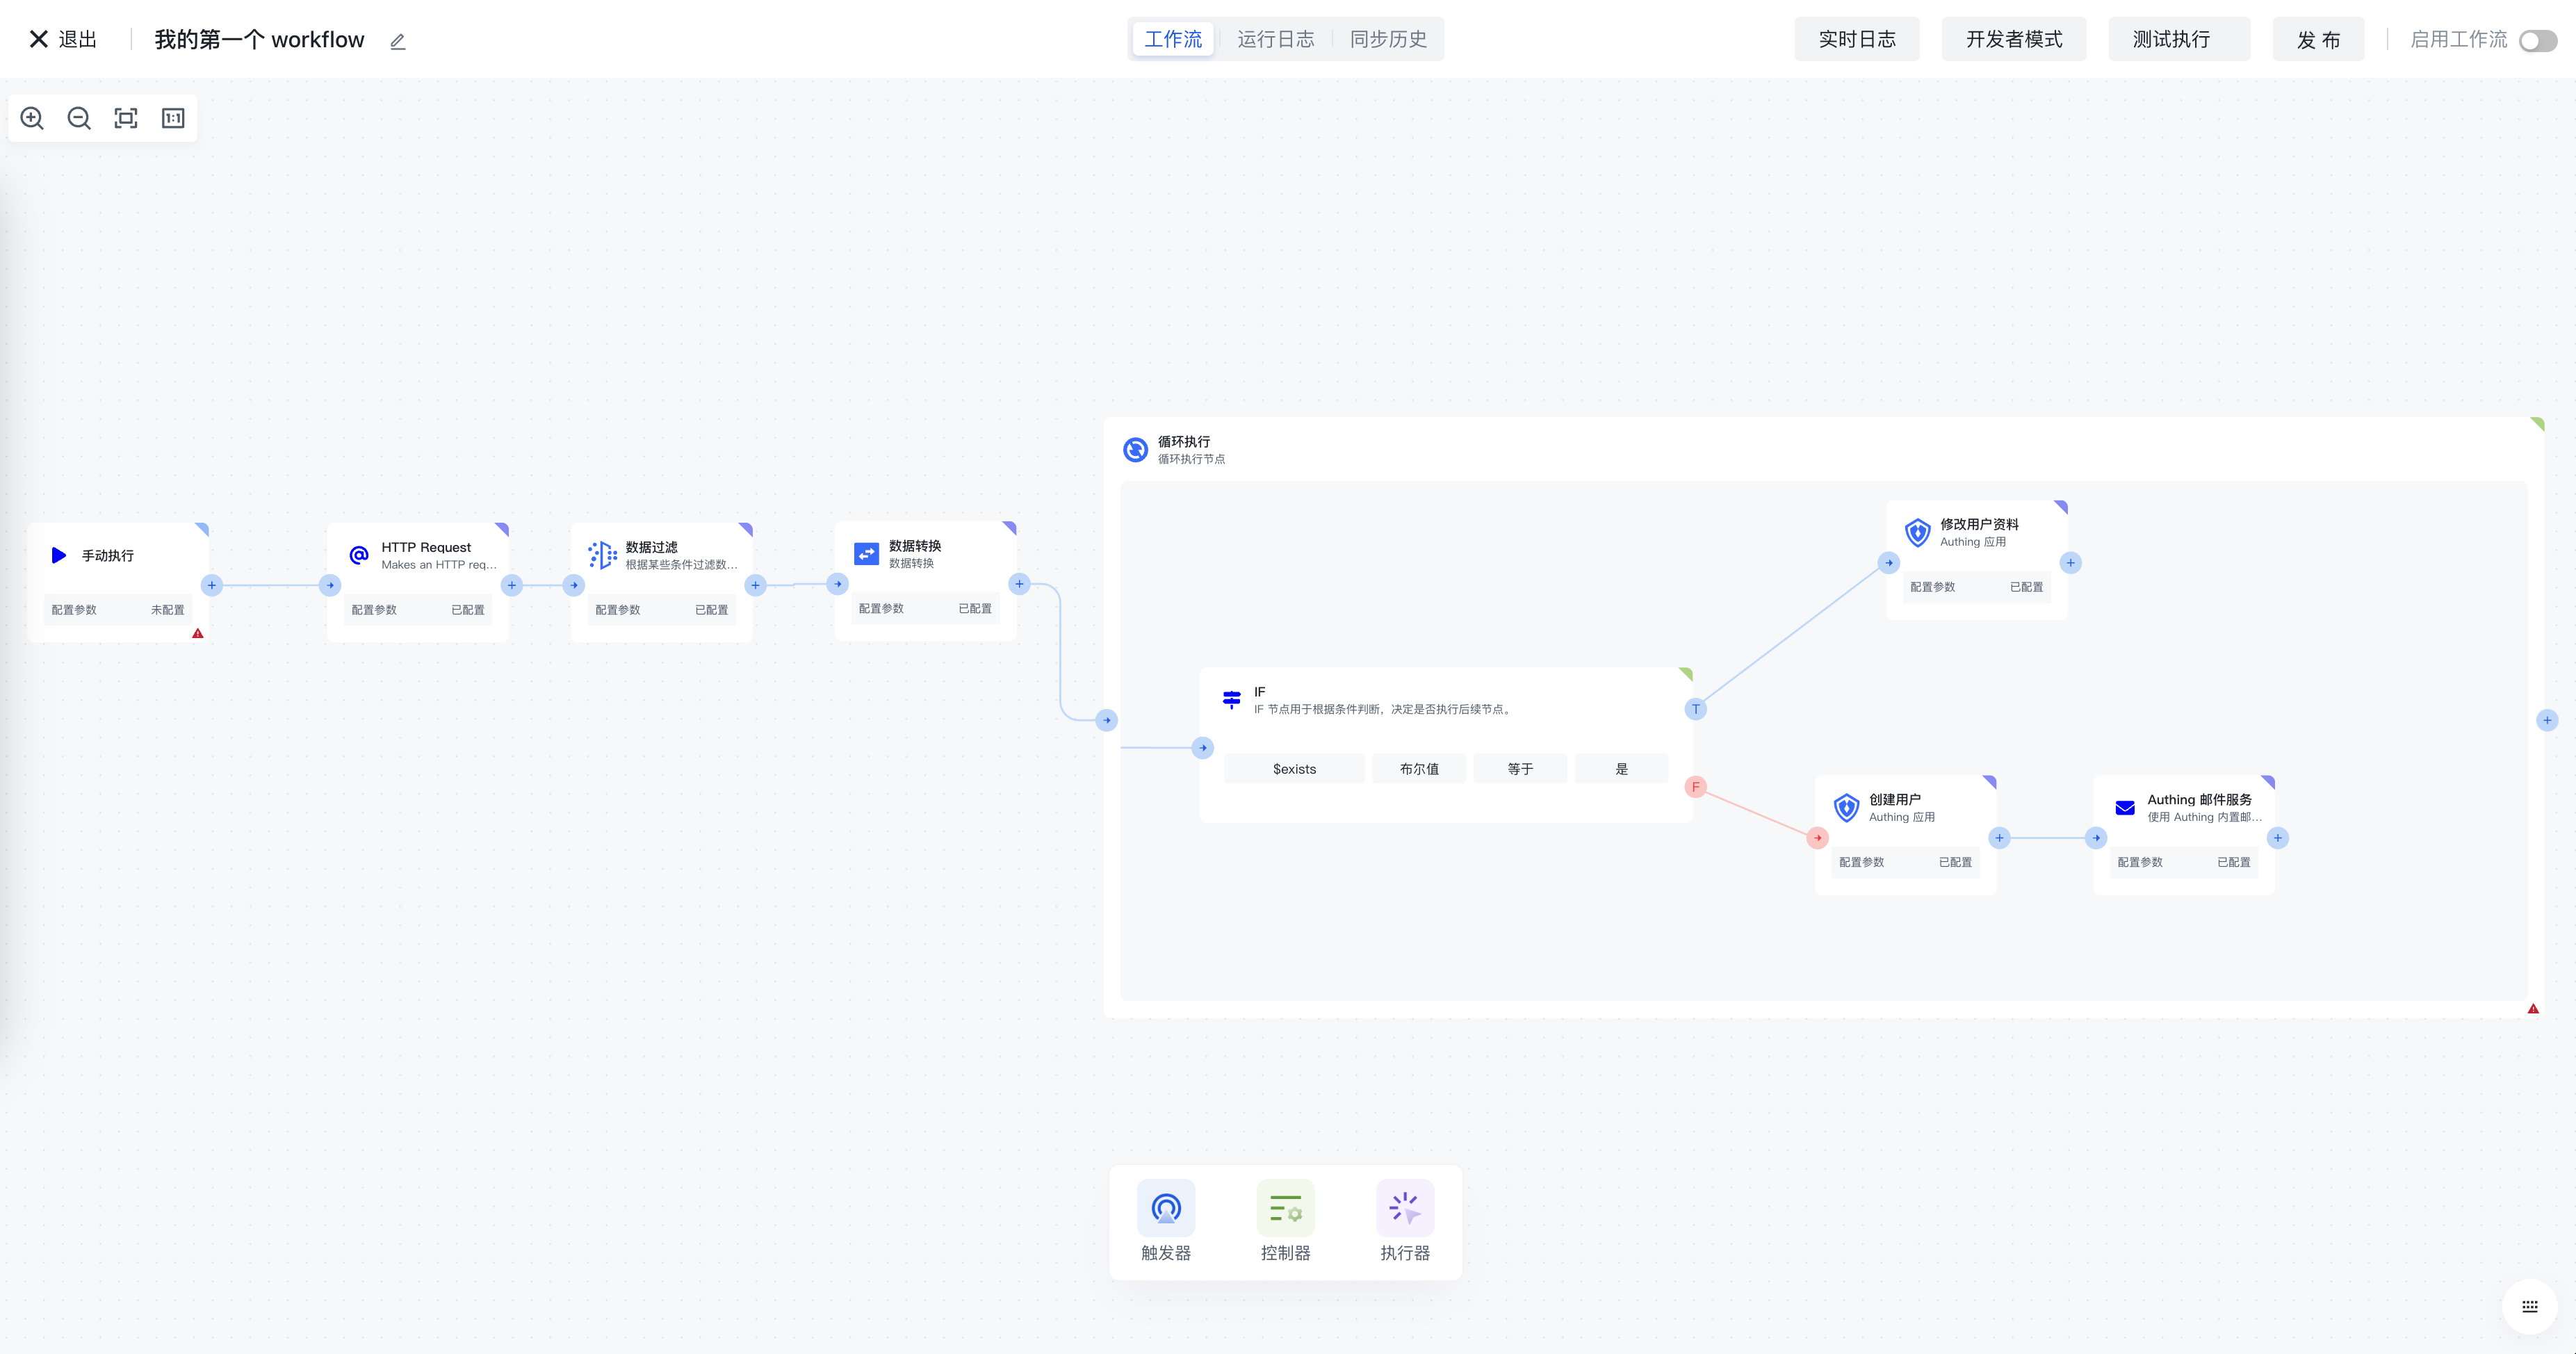 退出
我的第一个 workflow
工作流
运行日志
同步历史
实时日志
开发者模式
测试执行
发 布
启用工作流
1:1
手动执行
配置参数 未配置
HTTP Request
Makes an HTTP req...
配置参数 已配置
数据过滤
根据某些条件过滤数...
配置参数 已配置
数据转换
数据转换
配置参数 已配置
循环执行
循环执行节点
IF
IF 节点用于根据条件判断，决定是否执行后续节点。
$exists 布尔值 等于 是
T
F
修改用户资料
Authing 应用
配置参数 已配置
创建用户
Authing 应用
配置参数 已配置
Authing 邮件服务
使用 Authing 内置邮...
配置参数 已配置
触发器
控制器
执行器